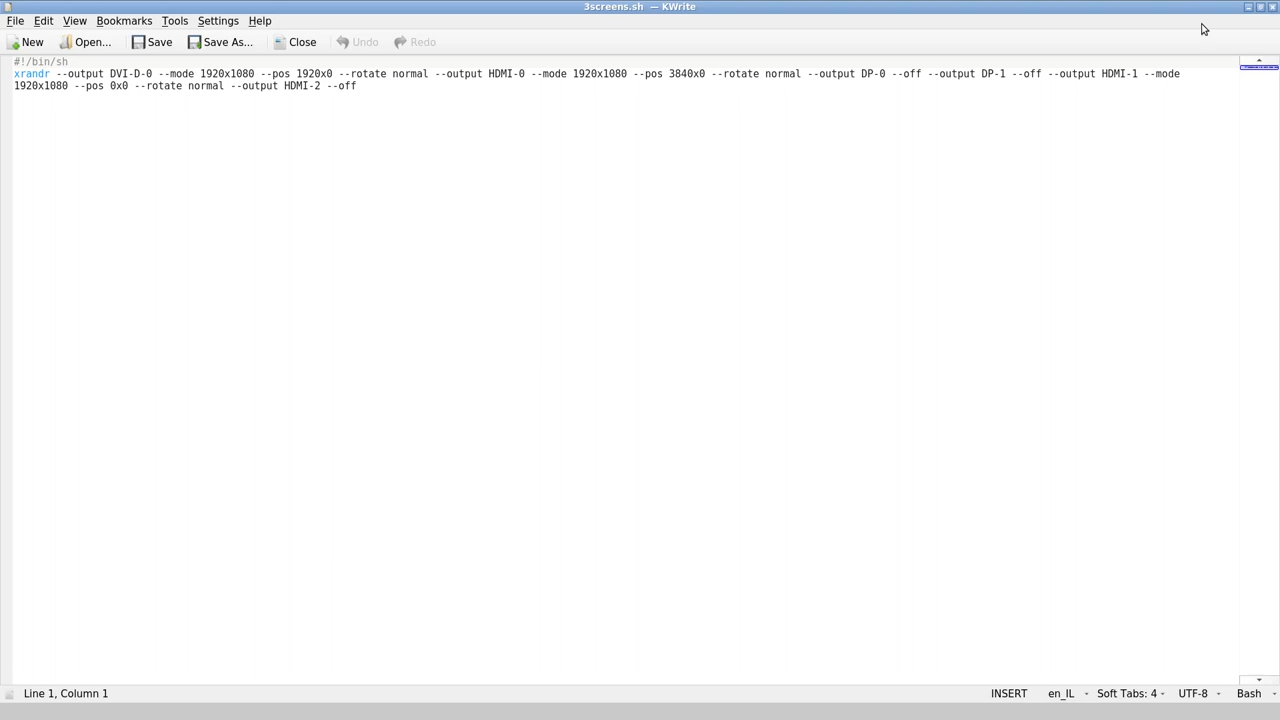 3screens.sh — KWrite
File Edit View Bookmarks Tools Settings Help
New Open... Save Save As... Close Undo Redo
#!/bin/sh
xrandr --output DVI-D-0 --mode 1920x1080 --pos 1920x0 --rotate normal --output HDMI-0 --mode 1920x1080 --pos 3840x0 --rotate normal --output DP-0 --off --output DP-1 --off --output HDMI-1 --mode
1920x1080 --pos 0x0 --rotate normal --output HDMI-2 --off
Line 1, Column 1 INSERT en_IL Soft Tabs: 4 UTF-8 Bash